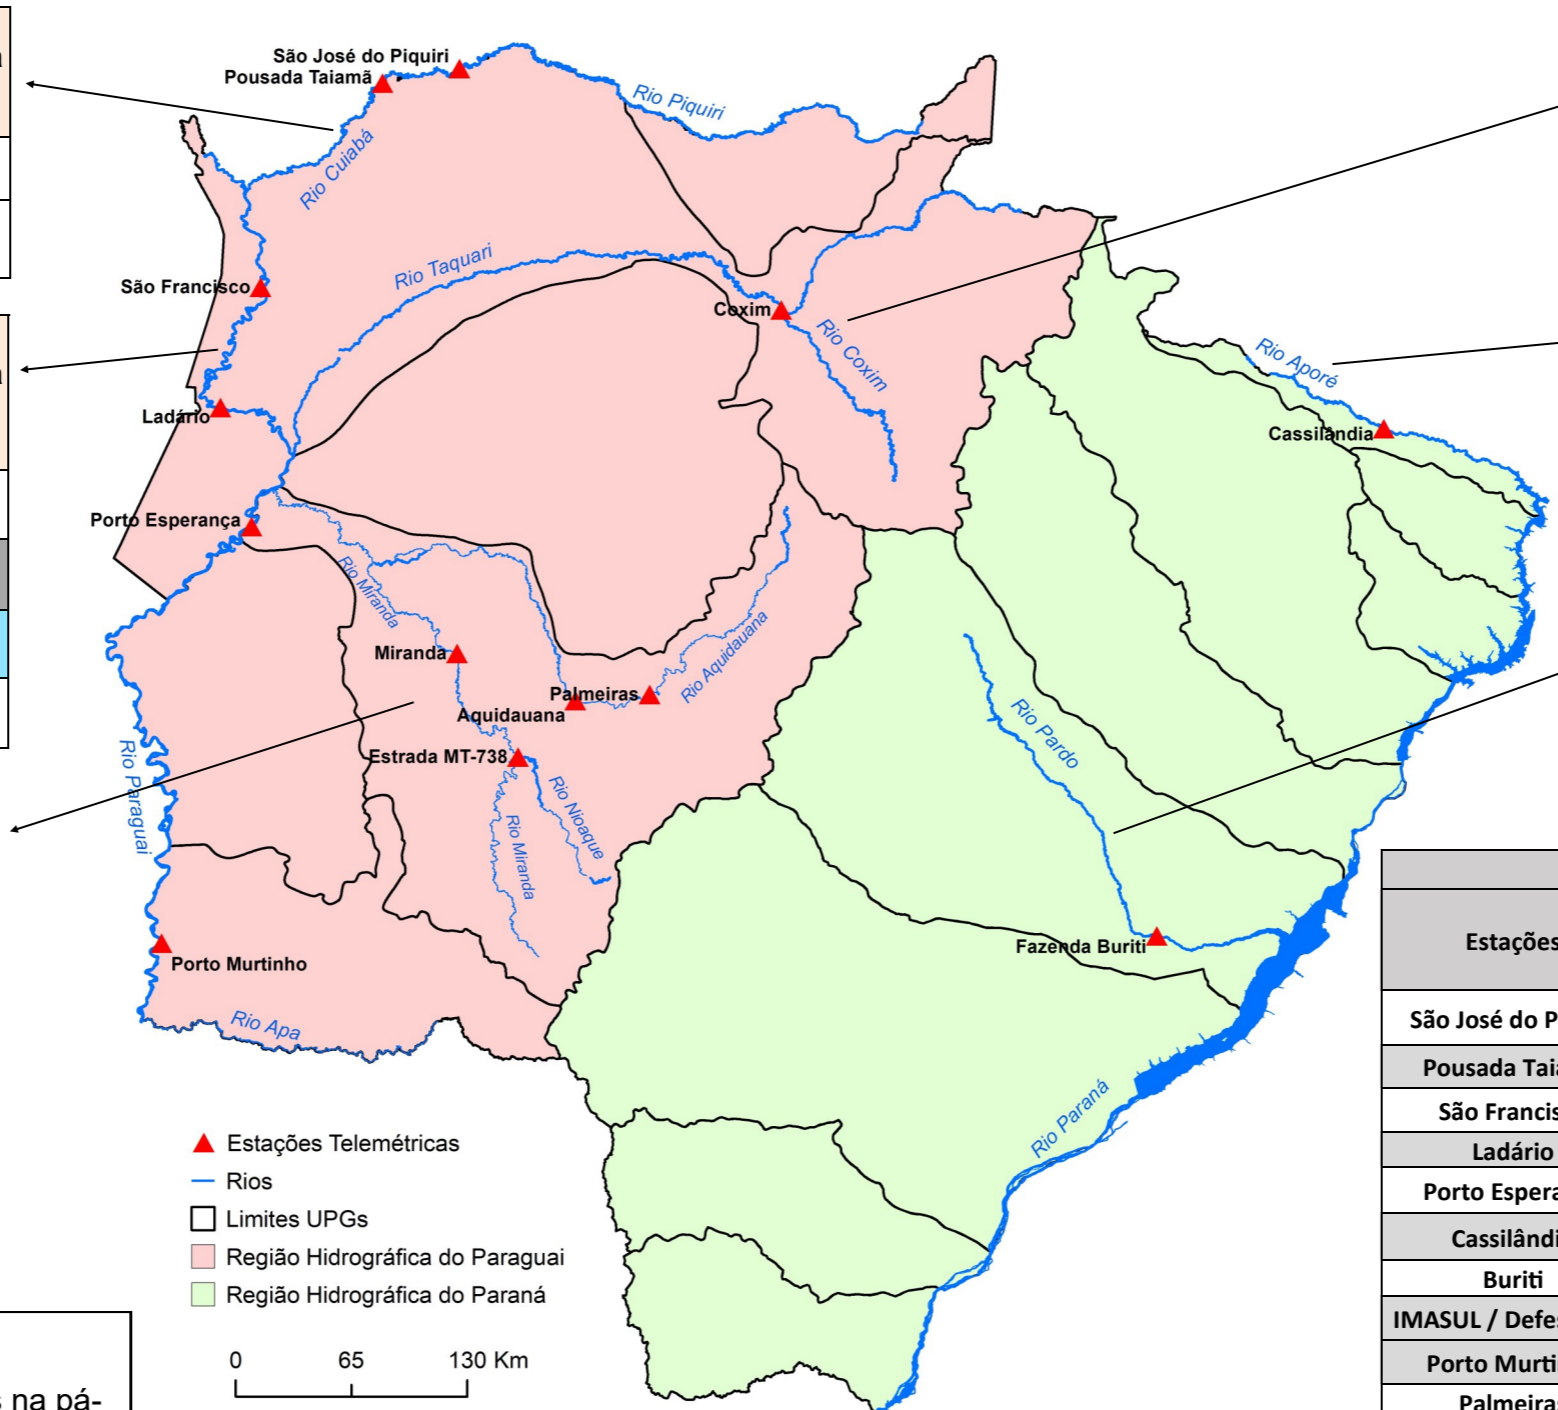 São José do Piquiri
Pousada Taiamã
Rio Piquiri
Rio Cuiabá
Rio Taquari
São Francisco
Coxim
Rio Coxim
Rio Aporé
Ladário
Cassilândia
Porto Esperança
Rio Miranda
Miranda
Rio Aquidauana
Palmeiras
Aquidauana
Rio Pardo
Estrada MT-738
Rio Paraguai
Rio Nioaque
Rio Miranda
Fazenda Buriti
Porto Murtinho
Rio Apa
Rio Paraná
Estações Telemétricas
Rios
Limites UPGs
Região Hidrográfica do Paraguai
Região Hidrográfica do Paraná
0 65 130 Km
s na pá-
Estações
São José do P
Pousada Tai
São Francis
Ladário
Porto Espera
Cassilândi
Buriti
IMASUL / Defe
Porto Murti
Palmeira